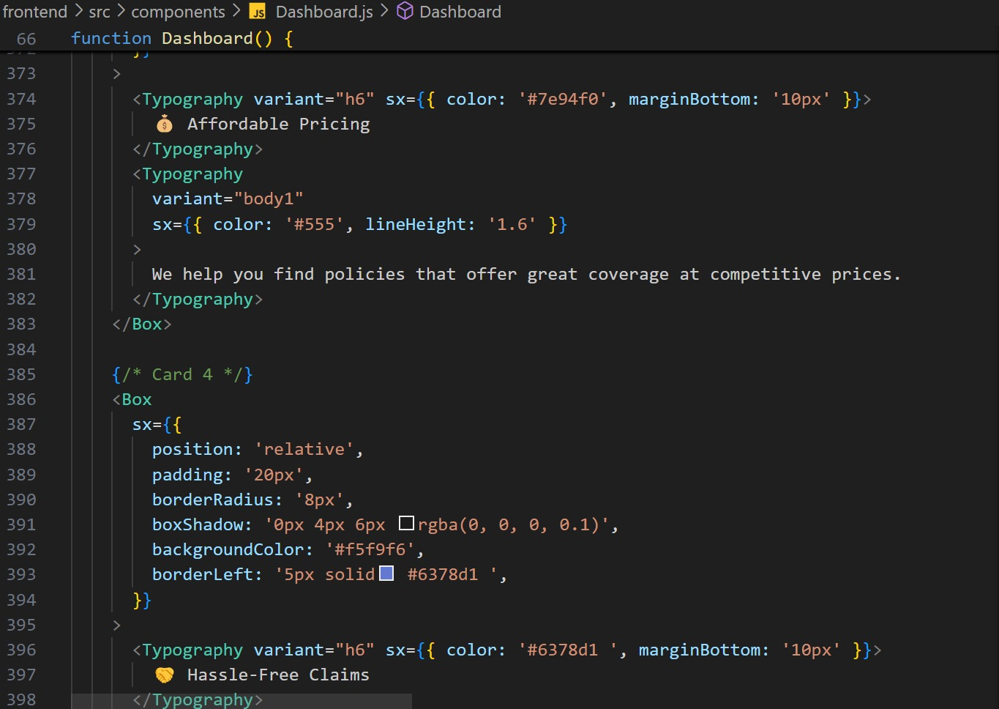 frontend > src > components > JS Dashboard.js > Dashboard
66 function Dashboard() {
372 }}
373 >
374 <Typography variant="h6" sx={{ color: '#7e94f0', marginBottom: '10px' }}>
375 💰 Affordable Pricing
376 </Typography>
377 <Typography
378 variant="body1"
379 sx={{ color: '#555', lineHeight: '1.6' }}
380 >
381 We help you find policies that offer great coverage at competitive prices.
382 </Typography>
383 </Box>
384
385 {/* Card 4 */}
386 <Box
387 sx={{
388 position: 'relative',
389 padding: '20px',
390 borderRadius: '8px',
391 boxShadow: '0px 4px 6px rgba(0, 0, 0, 0.1)',
392 backgroundColor: '#f5f9f6',
393 borderLeft: '5px solid #6378d1 ',
394 }}
395 >
396 <Typography variant="h6" sx={{ color: '#6378d1 ', marginBottom: '10px' }}>
397 🤝 Hassle-Free Claims
398 </Typography>